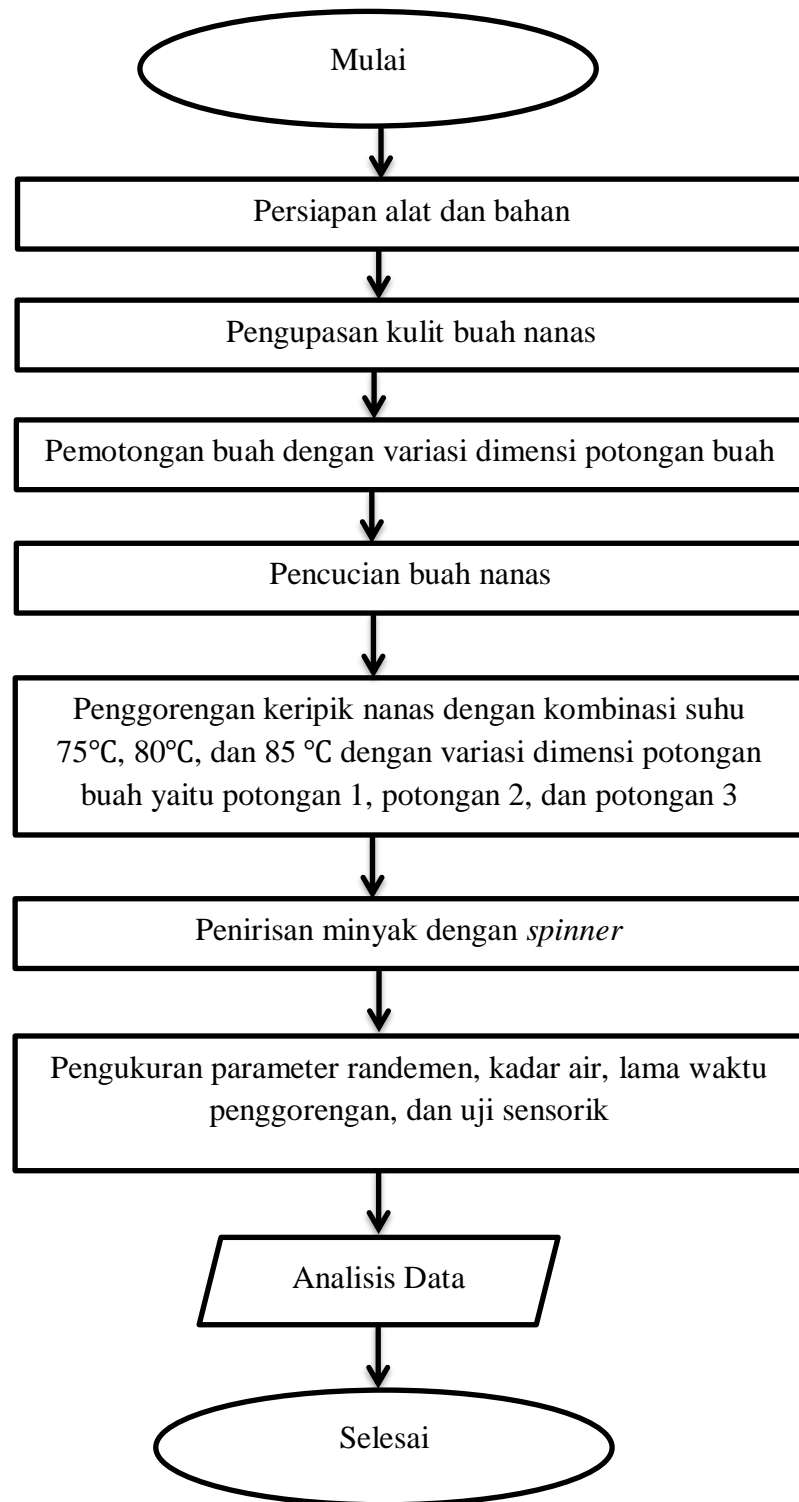 Mulai
Persiapan alat dan bahan
Pengupasan kulit buah nanas
Pemotongan buah dengan variasi dimensi potongan buah
Pencucian buah nanas
Penggorengan keripik nanas dengan kombinasi suhu
75℃, 80℃, dan 85 ℃ dengan variasi dimensi potongan
buah yaitu potongan 1, potongan 2, dan potongan 3
Penirisan minyak dengan spinner
Pengukuran parameter randemen, kadar air, lama waktu
penggorengan, dan uji sensorik
Analisis Data
Selesai